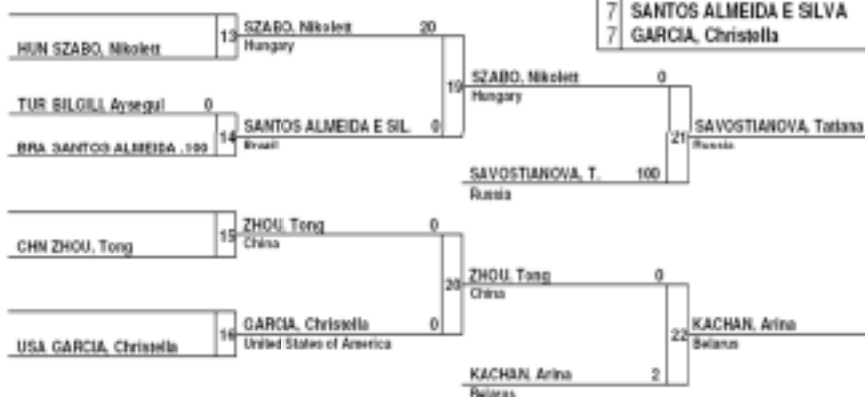 7 SANTOS ALMEIDA E SILVA
7 GARCIA, Christella
HUN SZABO, Nikolett
13
SZABO, Nikolett 20
Hungary
TUR BILGILI, Aysegul 0
BRA SANTOS ALMEIDA . 100
14
SANTOS ALMEIDA E SIL. 0
Brazil
19
SZABO, Nikolett 0
Hungary
SAVOSTIANOVA, T. 100
Russia
21
SAVOSTIANOVA, Tatiana
Russia
CHN ZHOU, Tong
15
ZHOU, Tong 0
China
USA GARCIA, Christella
16
GARCIA, Christella 0
United States of America
20
ZHOU, Tong 0
China
KACHAN, Arina 2
Belarus
22
KACHAN, Arina
Belarus